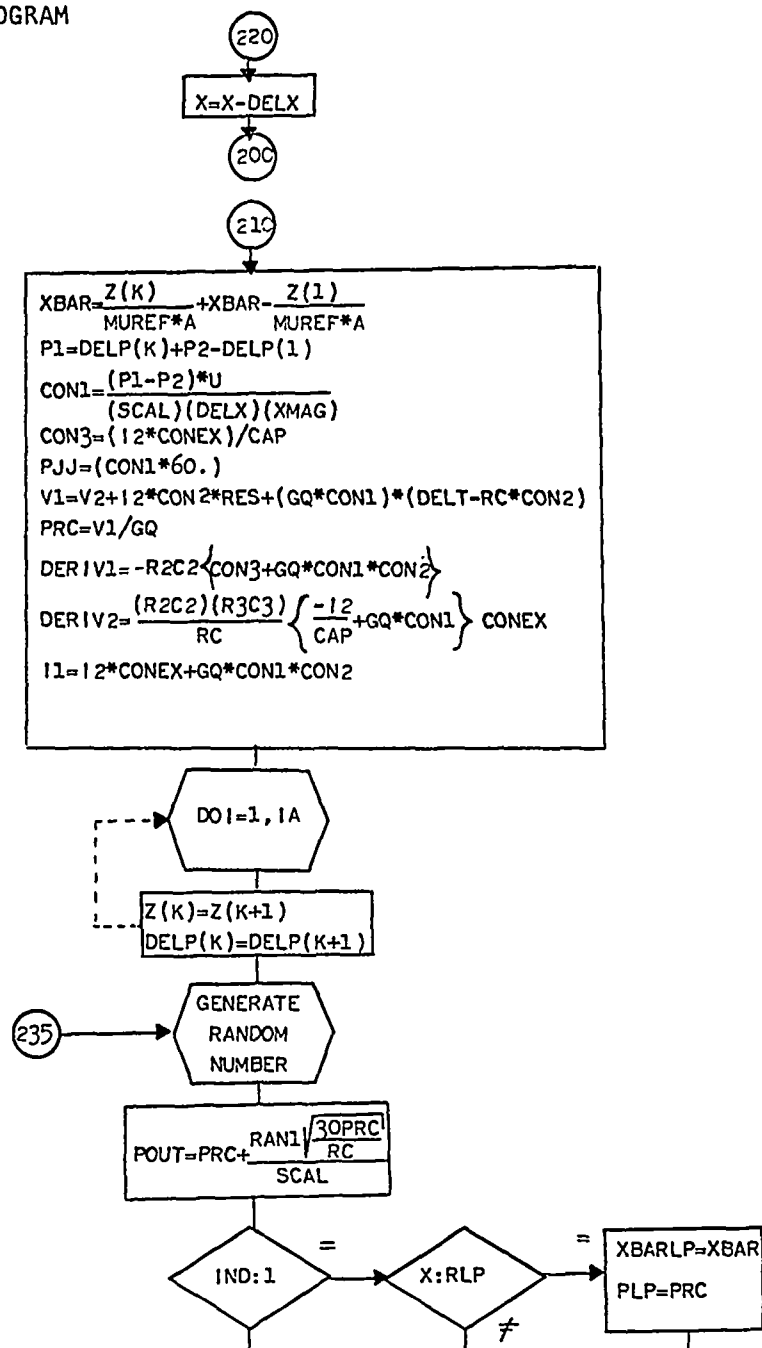 OGRAM
220
X=X-DELX
200
210
XBAR=Z(K)/MUREF*A+XBAR-Z(1)/MUREF*A
P1=DELP(K)+P2-DELP(1)
CON1=(P1-P2)*U/(SCAL)(DELX)(XMAG)
CON3=(I2*CONEX)/CAP
PJJ=(CON1*60.)
V1=V2+I2*CON2*RES+(GQ*CON1)*(DELT-RC*CON2)
PRC=V1/GQ
DERIV1=-R2C2{CON3+GQ*CON1*CON2}
DERIV2=(R2C2)(R3C3)/RC{-I2/CAP+GQ*CON1} CONEX
I1=I2*CONEX+GQ*CON1*CON2
DOI=1,IA
Z(K)=Z(K+1)
DELP(K)=DELP(K+1)
235
GENERATE
RANDOM
NUMBER
POUT=PRC+RAN1√30PRC/RC/SCAL
IND:1
=
X:RLP
=
≠
XBARLP=XBAR
PLP=PRC